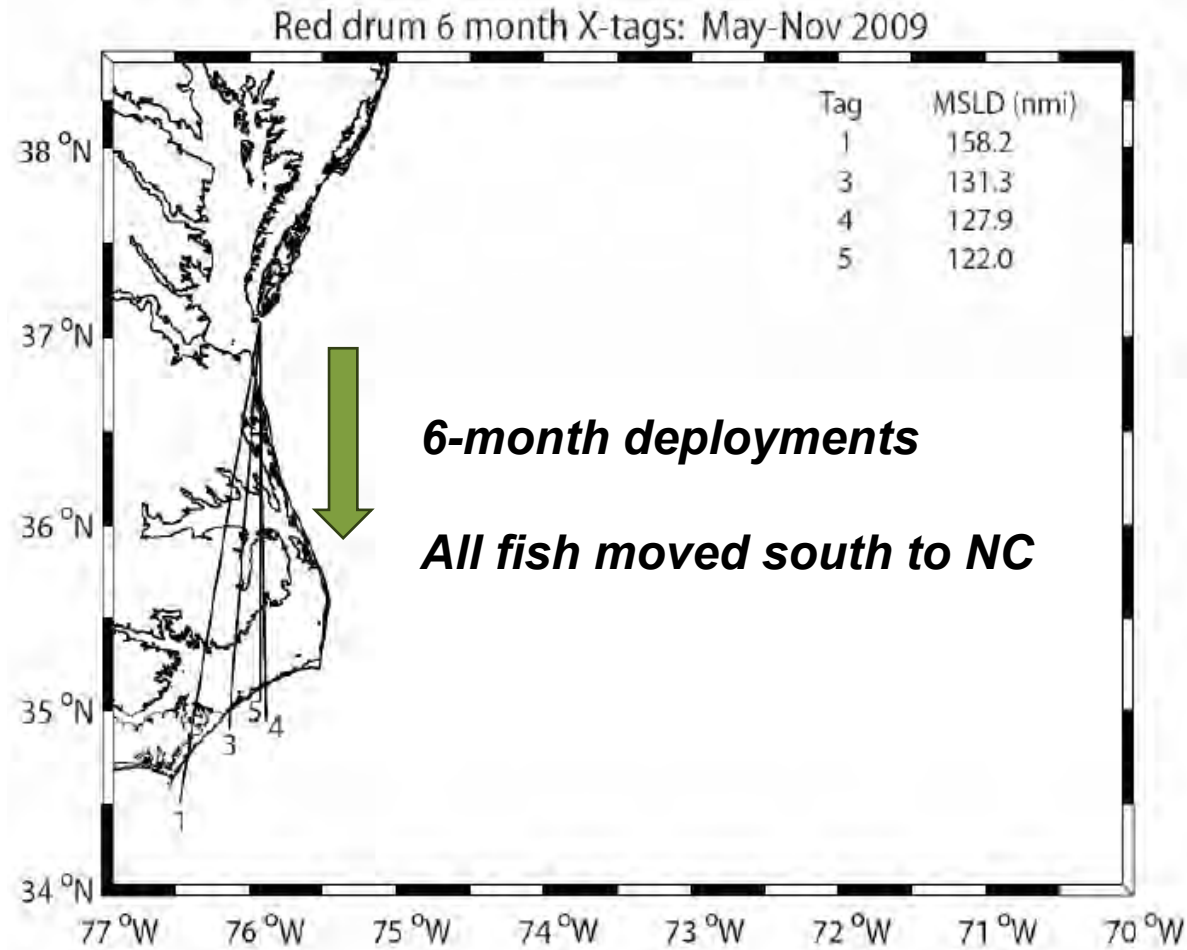 Red drum 6 month X-tags: May-Nov 2009
Tag MSLD (nmi)
1 158.2
3 131.3
4 127.9
5 122.0
38 °N
37 °N
6-month deployments
36 °N
All fish moved south to NC
35 °N
5
4
3
1
34 °N
77°W 76°W 75°W 74°W 73°W 72°W 71°W 70°W